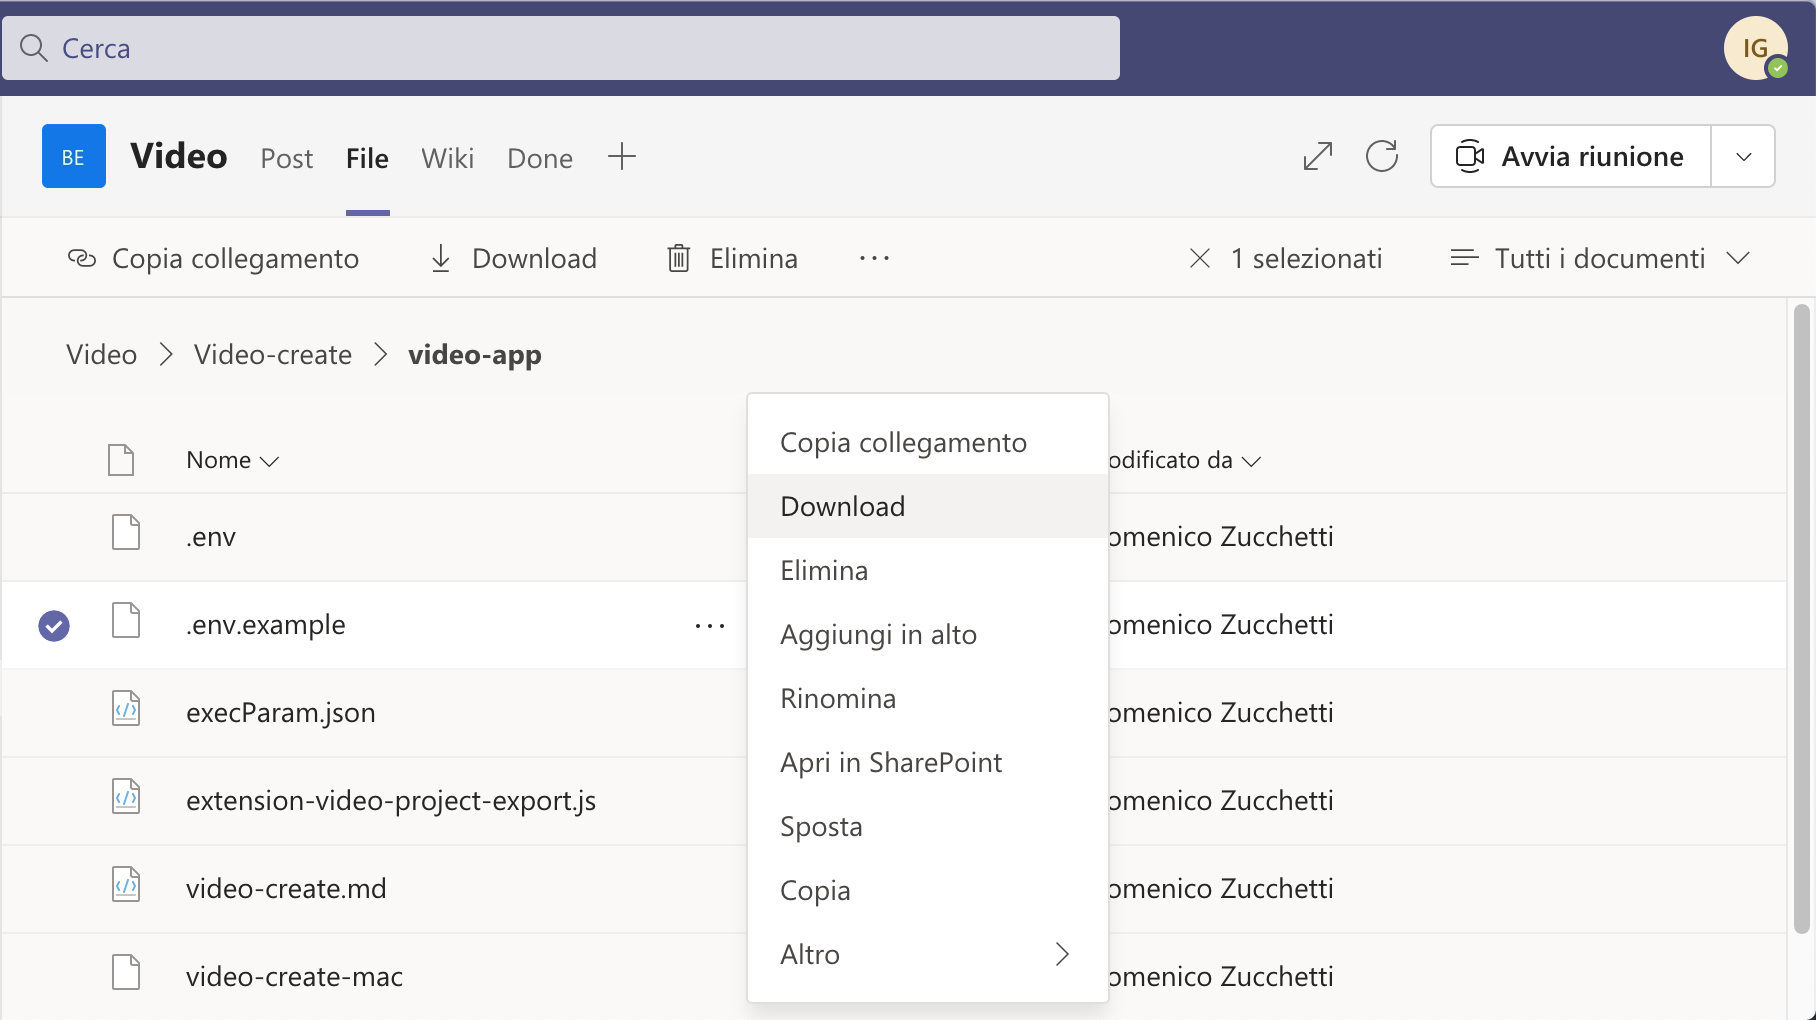 Cerca
IG
BE
Video Post File Wiki Done
Avvia riunione
Copia collegamento Download Elimina ... 1 selezionati Tutti i documenti
Video > Video-create > video-app
Nome
odificato da
.env
omenico Zucchetti
.env.example ...
omenico Zucchetti
execParam.json
omenico Zucchetti
extension-video-project-export.js
omenico Zucchetti
video-create.md
omenico Zucchetti
video-create-mac
omenico Zucchetti
Copia collegamento
Download
Elimina
Aggiungi in alto
Rinomina
Apri in SharePoint
Sposta
Copia
Altro